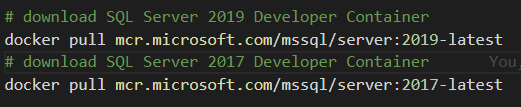 # download SQL Server 2019 Developer Container
docker pull mcr.microsoft.com/mssql/server:2019-latest
# download SQL Server 2017 Developer Container You,
docker pull mcr.microsoft.com/mssql/server:2017-latest